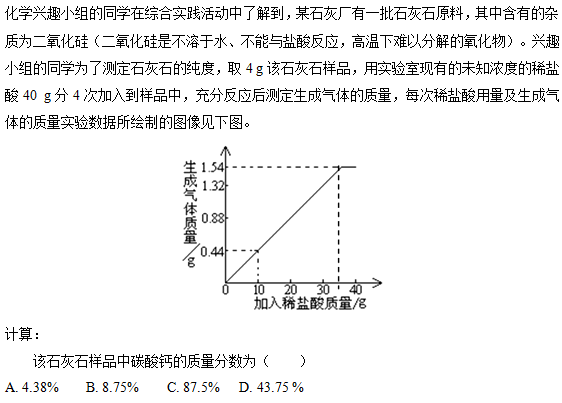 化学兴趣小组的同学在综合实践活动中了解到，某石灰厂有一批石灰石原料，其中含有的杂
质为二氧化硅（二氧化硅是不溶于水、不能与盐酸反应，高温下难以分解的氧化物）。兴趣
小组的同学为了测定石灰石的纯度，取 4 g 该石灰石样品，用实验室现有的未知浓度的稀盐
酸 40 g 分 4 次加入到样品中，充分反应后测定生成气体的质量，每次稀盐酸用量及生成气
体的质量实验数据所绘制的图像见下图。
生成气体质量/g
1.54
1.32
0.88
0.44
0 10 20 30 40
加入稀盐酸质量/g
计算：
该石灰石样品中碳酸钙的质量分数为（ ）
A. 4.38% B. 8.75% C. 87.5% D. 43.75 %